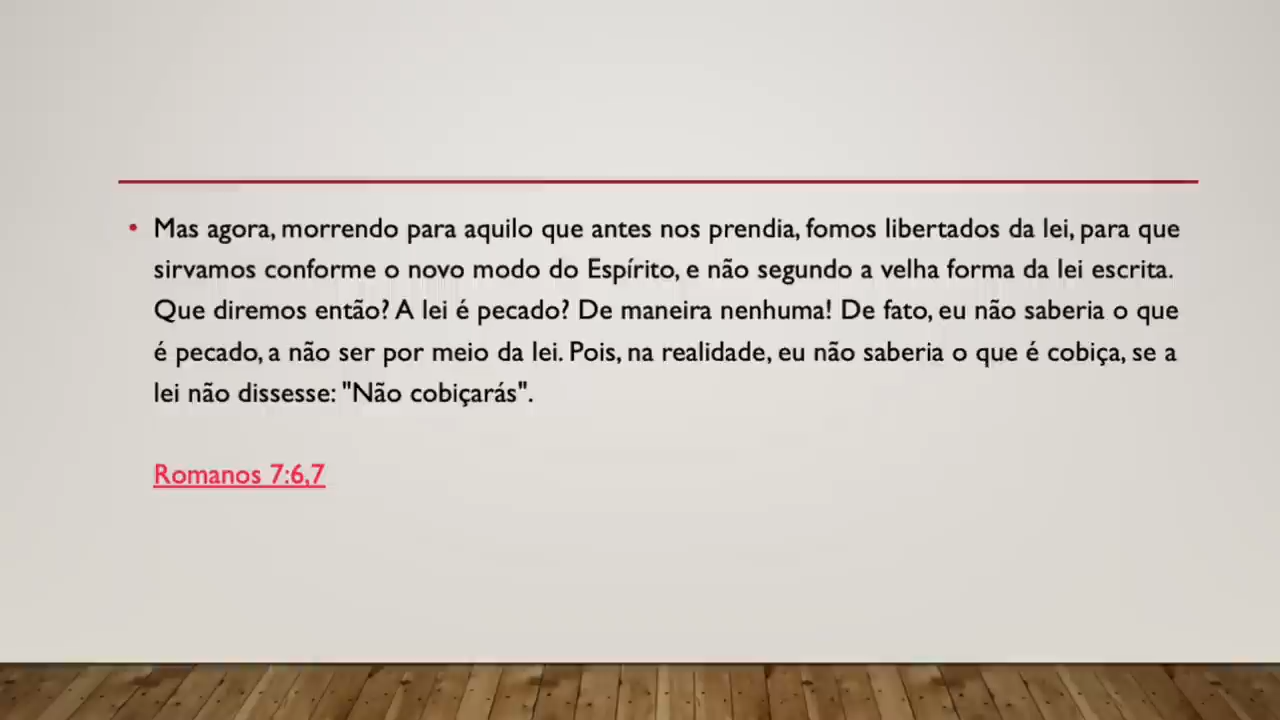 • Mas agora, morrendo para aquilo que antes nos prendia, fomos libertados da lei, para que
sirvamos conforme o novo modo do Espírito, e não segundo a velha forma da lei escrita.
Que diremos então? A lei é pecado? De maneira nenhuma! De fato, eu não saberia o que
é pecado, a não ser por meio da lei. Pois, na realidade, eu não saberia o que é cobiça, se a
lei não dissesse: "Não cobiçarás".
Romanos 7:6,7